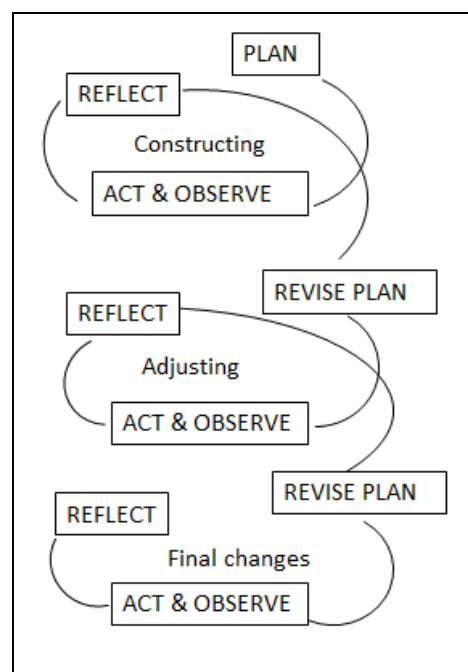 PLAN
REFLECT
Constructing
ACT & OBSERVE
REVISE PLAN
REFLECT
Adjusting
ACT & OBSERVE
REVISE PLAN
REFLECT
Final changes
ACT & OBSERVE